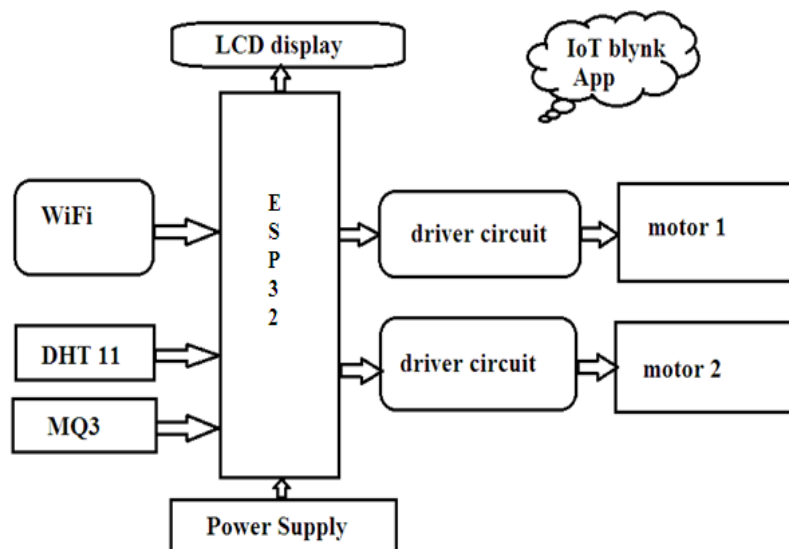 LCD display
IoT blynk
App
WiFi
E
S
P
3
2
driver circuit
motor 1
DHT 11
driver circuit
motor 2
MQ3
Power Supply